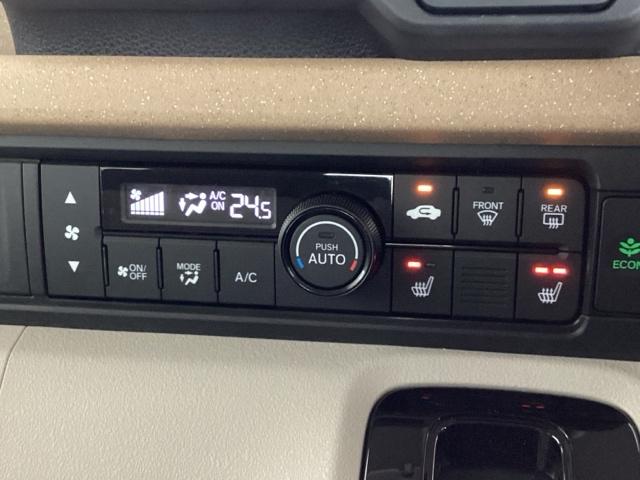 A/C
ON
24.5
PUSH
AUTO
FRONT
REAR
ON/
OFF
MODE
A/C
ECON